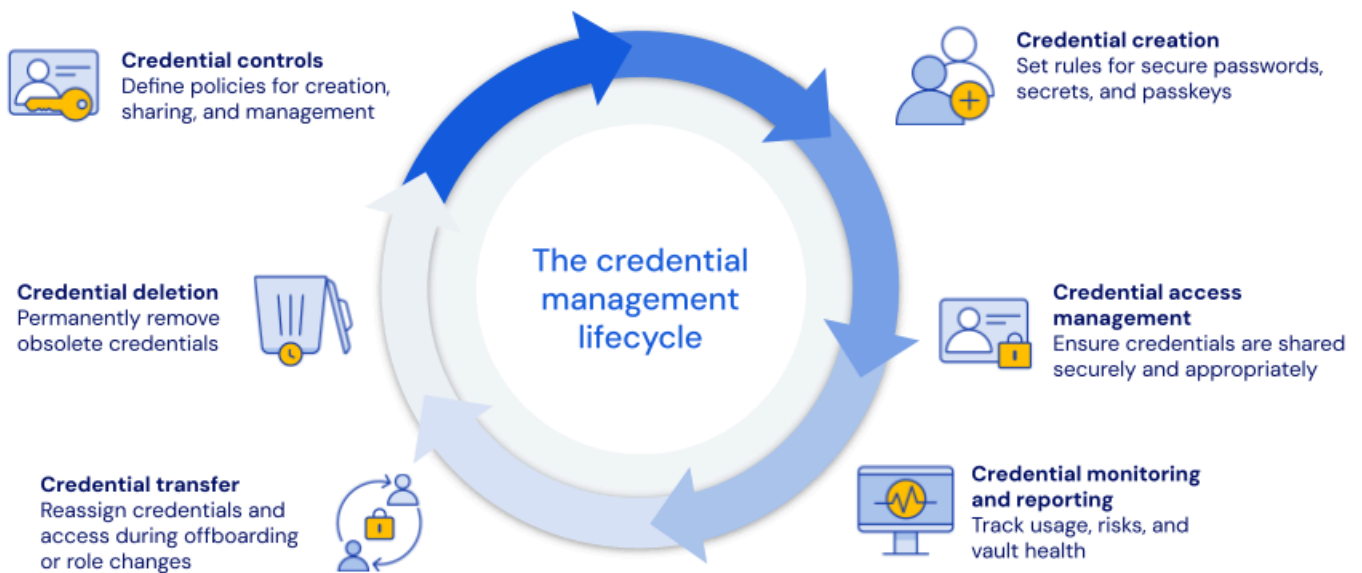 Credential controls
Define policies for creation,
sharing, and management
Credential creation
Set rules for secure passwords,
secrets, and passkeys
The credential
management
lifecycle
Credential access
management
Ensure credentials are shared
securely and appropriately
Credential monitoring
and reporting
Track usage, risks, and
vault health
Credential transfer
Reassign credentials and
access during offboarding
or role changes
Credential deletion
Permanently remove
obsolete credentials